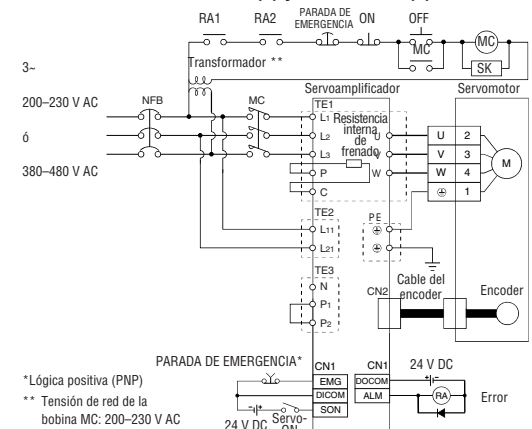 RA1 RA2 PARADA DE EMERGENCIA ON OFF
MC MC
SK
3~
Transformador **
200–230 V AC
NFB
MC
ó
380–480 V AC
Servoamplificador
Servomotor
TE1
L1 Resistencia
interna
de
frenado
L2 U U 2
L3 V V 3
P W W 4
C
1
M
TE2
PE
L11
L21
TE3
N
P1
P2
CN2
Cable del
encoder
Encoder
PARADA DE EMERGENCIA*
CN1 CN1
24 V DC
EMG DOCOM
DICOM ALM
SON
RA
Error
24 V DC
Servo-
ON
*Lógica positiva (PNP)
** Tensión de red de la
bobina MC: 200–230 V AC